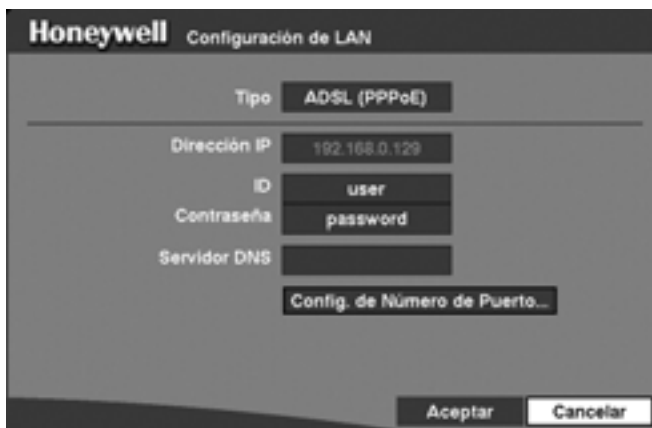 Honeywell Configuración de LAN
Tipo ADSL (PPPoE)
Dirección IP 192.168.0.129
ID user
Contraseña password
Servidor DNS
Config. de Número de Puerto...
Aceptar Cancelar